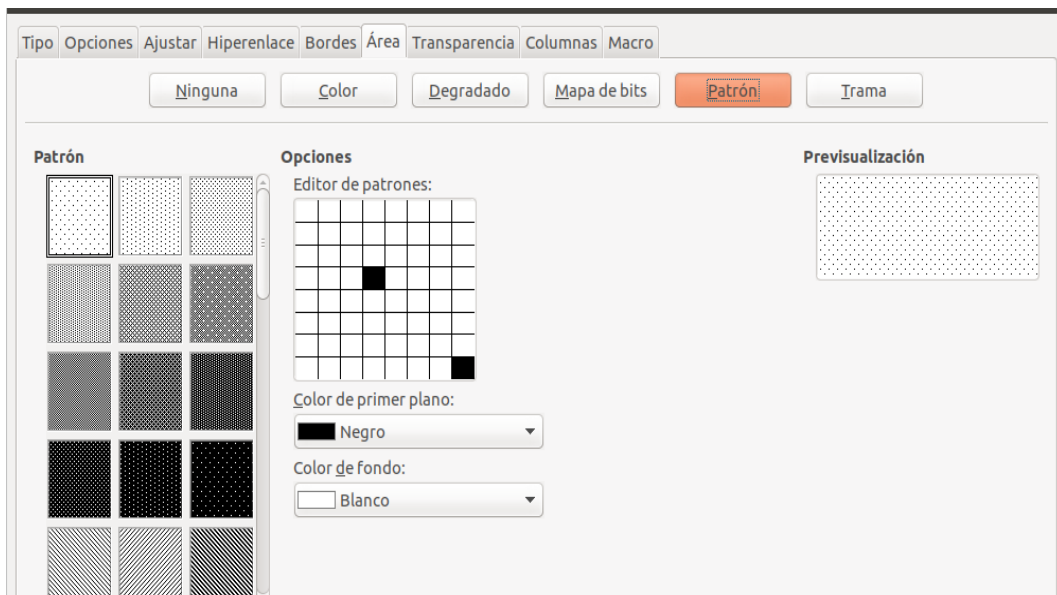 Tipo Opciones Ajustar Hiperenlace Bordes Área Transparencia Columnas Macro
Ninguna Color Degradado Mapa de bits Patrón Trama
Patrón Opciones Previsualización
Editor de patrones:
Color de primer plano:
Negro
Color de fondo:
Blanco